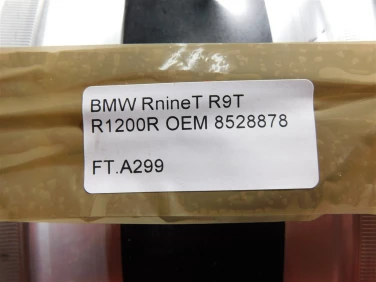 BMW RnineT R9T
R1200R OEM 8528878
FT.A299